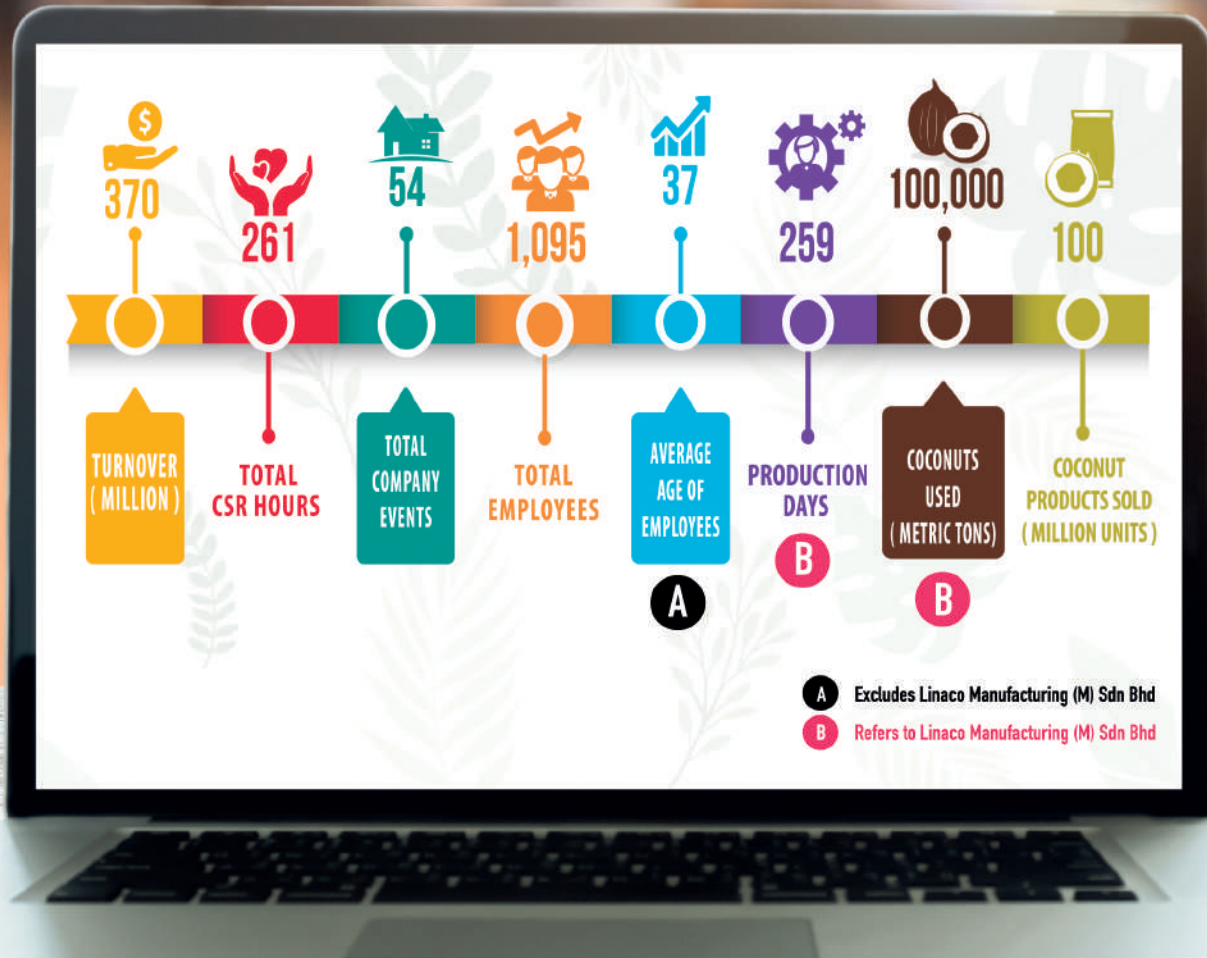 $
370
261
54
1,095
37
259
100,000
100
TURNOVER
( MILLION )
TOTAL
CSR HOURS
TOTAL
COMPANY
EVENTS
TOTAL
EMPLOYEES
AVERAGE
AGE OF
EMPLOYEES
A
PRODUCTION
DAYS
B
COCONUTS
USED
( METRIC TONS)
B
COCONUT
PRODUCTS SOLD
( MILLION UNITS )
A Excludes Linaco Manufacturing (M) Sdn Bhd
B Refers to Linaco Manufacturing (M) Sdn Bhd